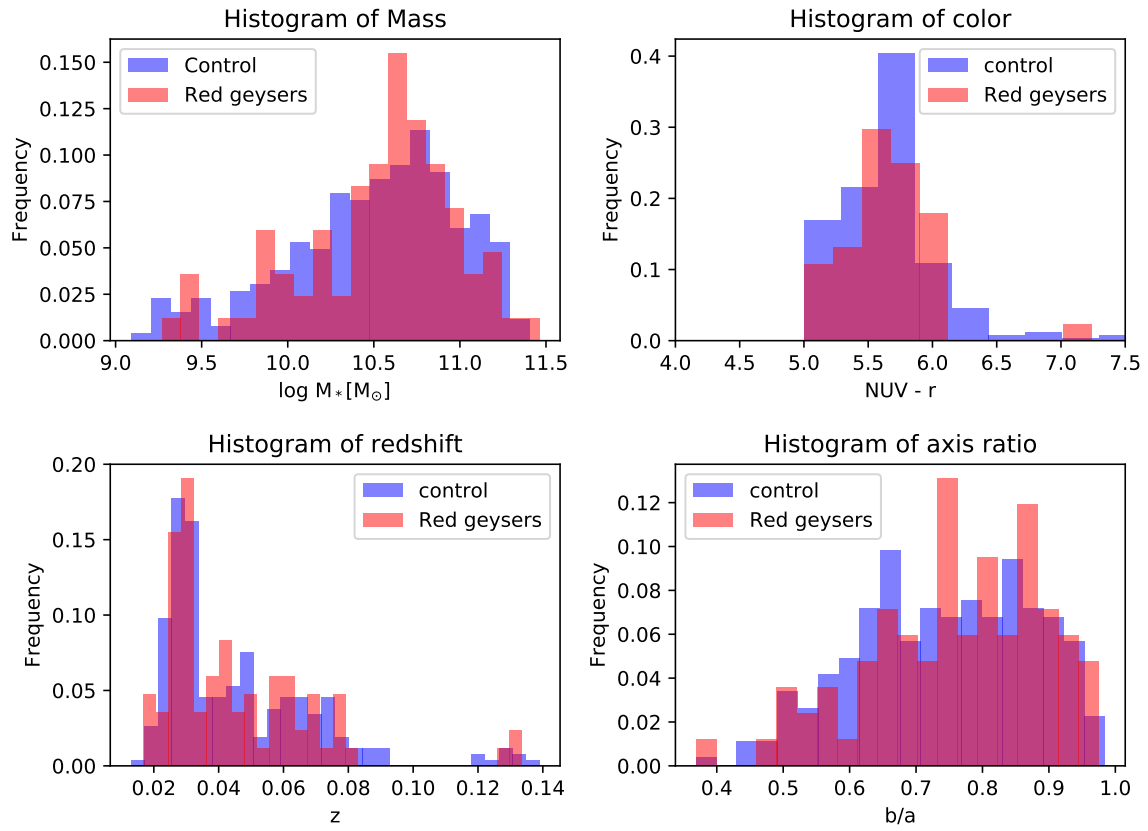 Histogram of Mass
Control
Red geysers
Frequency
0.150
0.125
0.100
0.075
0.050
0.025
0.000
9.0 9.5 10.0 10.5 11.0 11.5
log M*[M⊙]
Histogram of color
control
Red geysers
Frequency
0.4
0.3
0.2
0.1
0.0
4.0 4.5 5.0 5.5 6.0 6.5 7.0 7.5
NUV - r
Histogram of redshift
control
Red geysers
Frequency
0.20
0.15
0.10
0.05
0.00
0.02 0.04 0.06 0.08 0.10 0.12 0.14
z
Histogram of axis ratio
control
Red geysers
Frequency
0.12
0.10
0.08
0.06
0.04
0.02
0.00
0.4 0.5 0.6 0.7 0.8 0.9 1.0
b/a